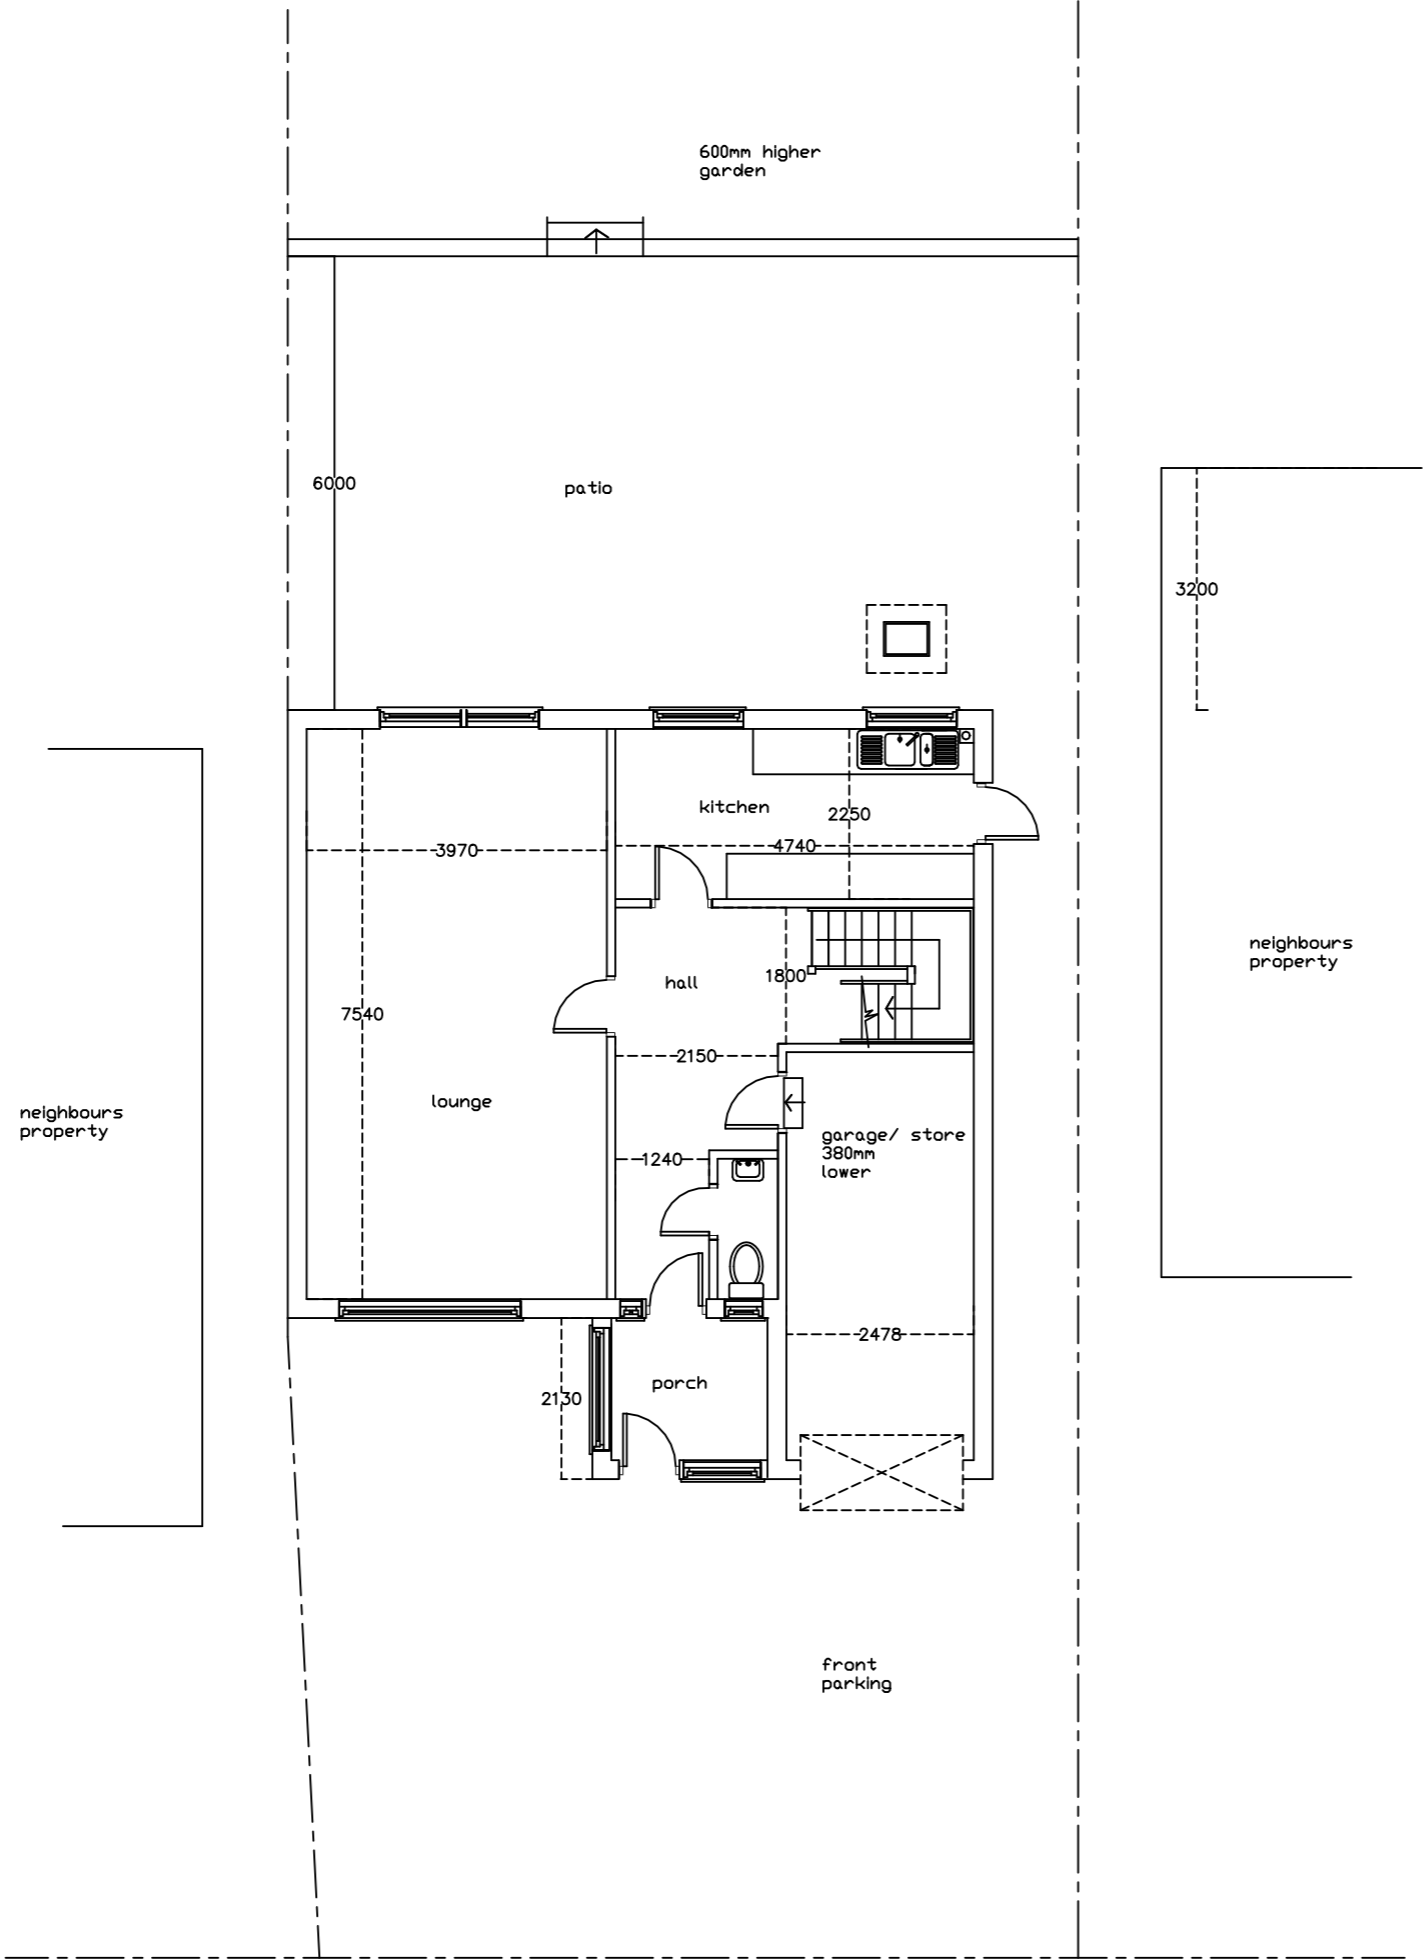 600mm higher
garden
6000
patio
3200
kitchen
2250
4740
3970
neighbours
property
hall
1800
7540
2150
lounge
neighbours
property
garage/ store
380mm
lower
1240
2478
porch
2130
front
parking